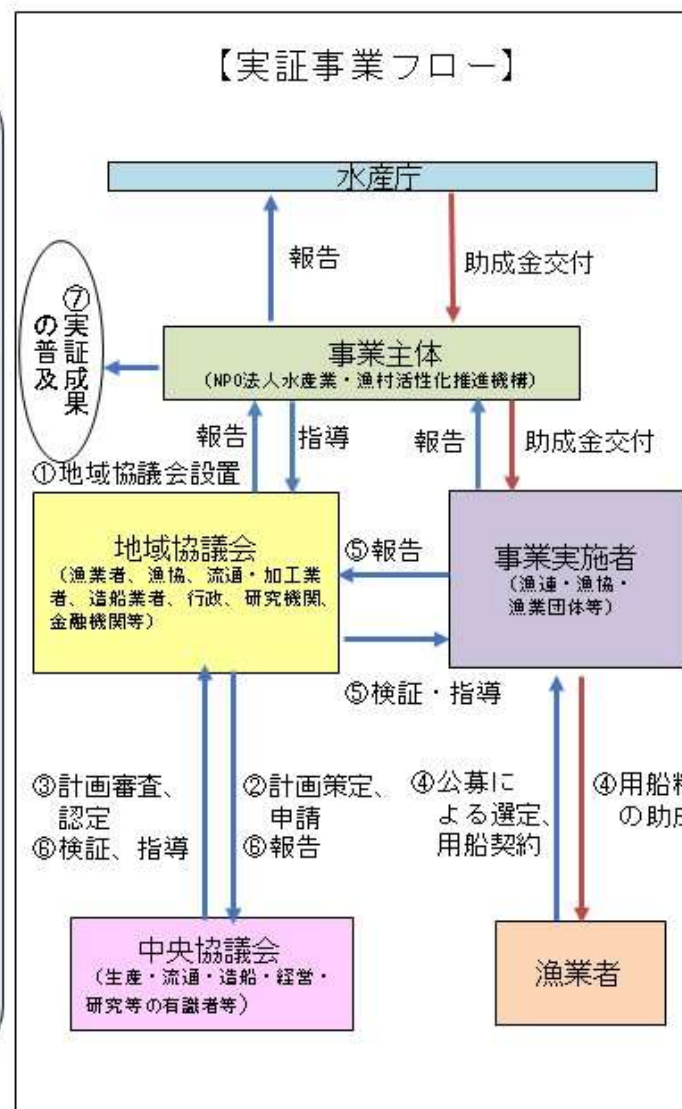 【実証事業フロー】
水産庁
報告
助成金交付
⑦実証成果
の普及
事業主体
（NPO法人水産業・漁村活性化推進機構）
報告
指導
報告
助成金交付
①地域協議会設置
地域協議会
（漁業者、漁協、流通・加工業
者、造船業者、行政、研究機関、
金融機関等）
⑤報告
事業実施者
（漁連・漁協・
漁業団体等）
⑤検証・指導
③計画審査、
認定
⑥検証、指導
②計画策定、
申請
⑥報告
④公募に
よる選定、
用船契約
④用船料
の助成
中央協議会
（生産・流通・造船・経営・
研究等の有識者等）
漁業者